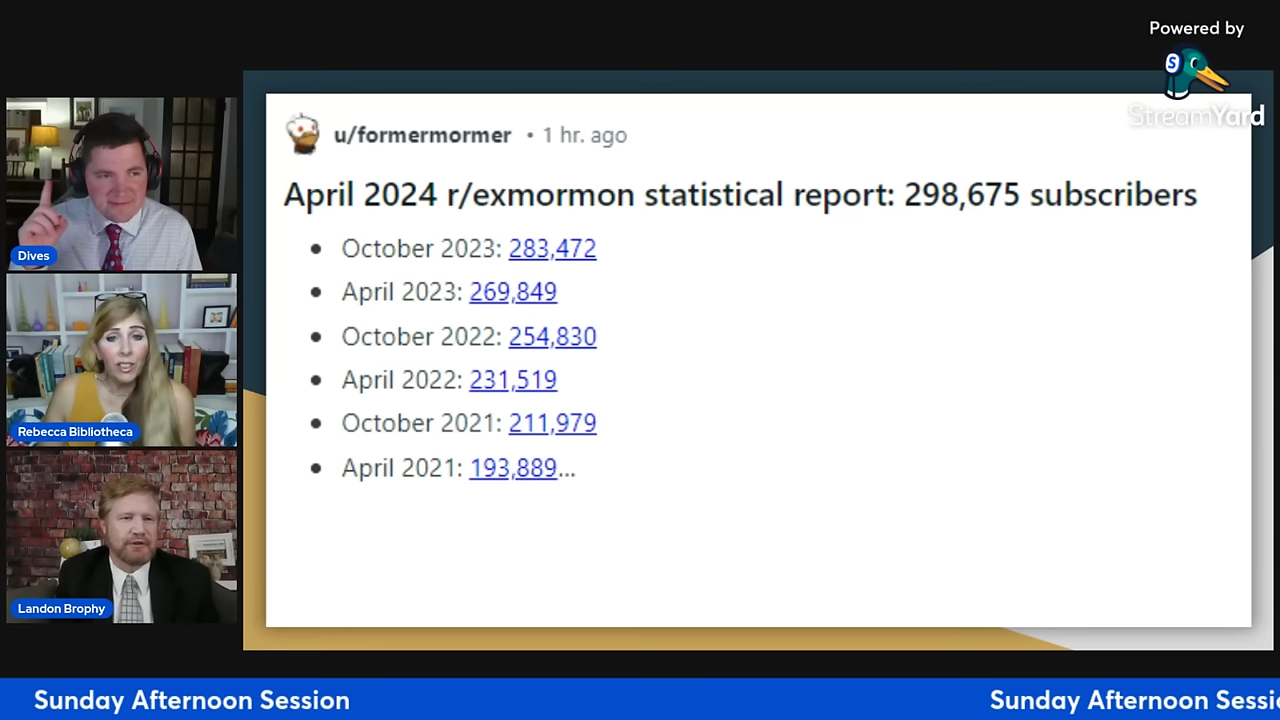 Powered by
S
StreamYard
u/formermormer • 1 hr. ago
April 2024 r/exmormon statistical report: 298,675 subscribers
• October 2023: 283,472
• April 2023: 269,849
• October 2022: 254,830
• April 2022: 231,519
• October 2021: 211,979
• April 2021: 193,889...
Dives
Rebecca Bibliotheca
Landon Brophy
Sunday Afternoon Session Sunday Afternoon Sessi